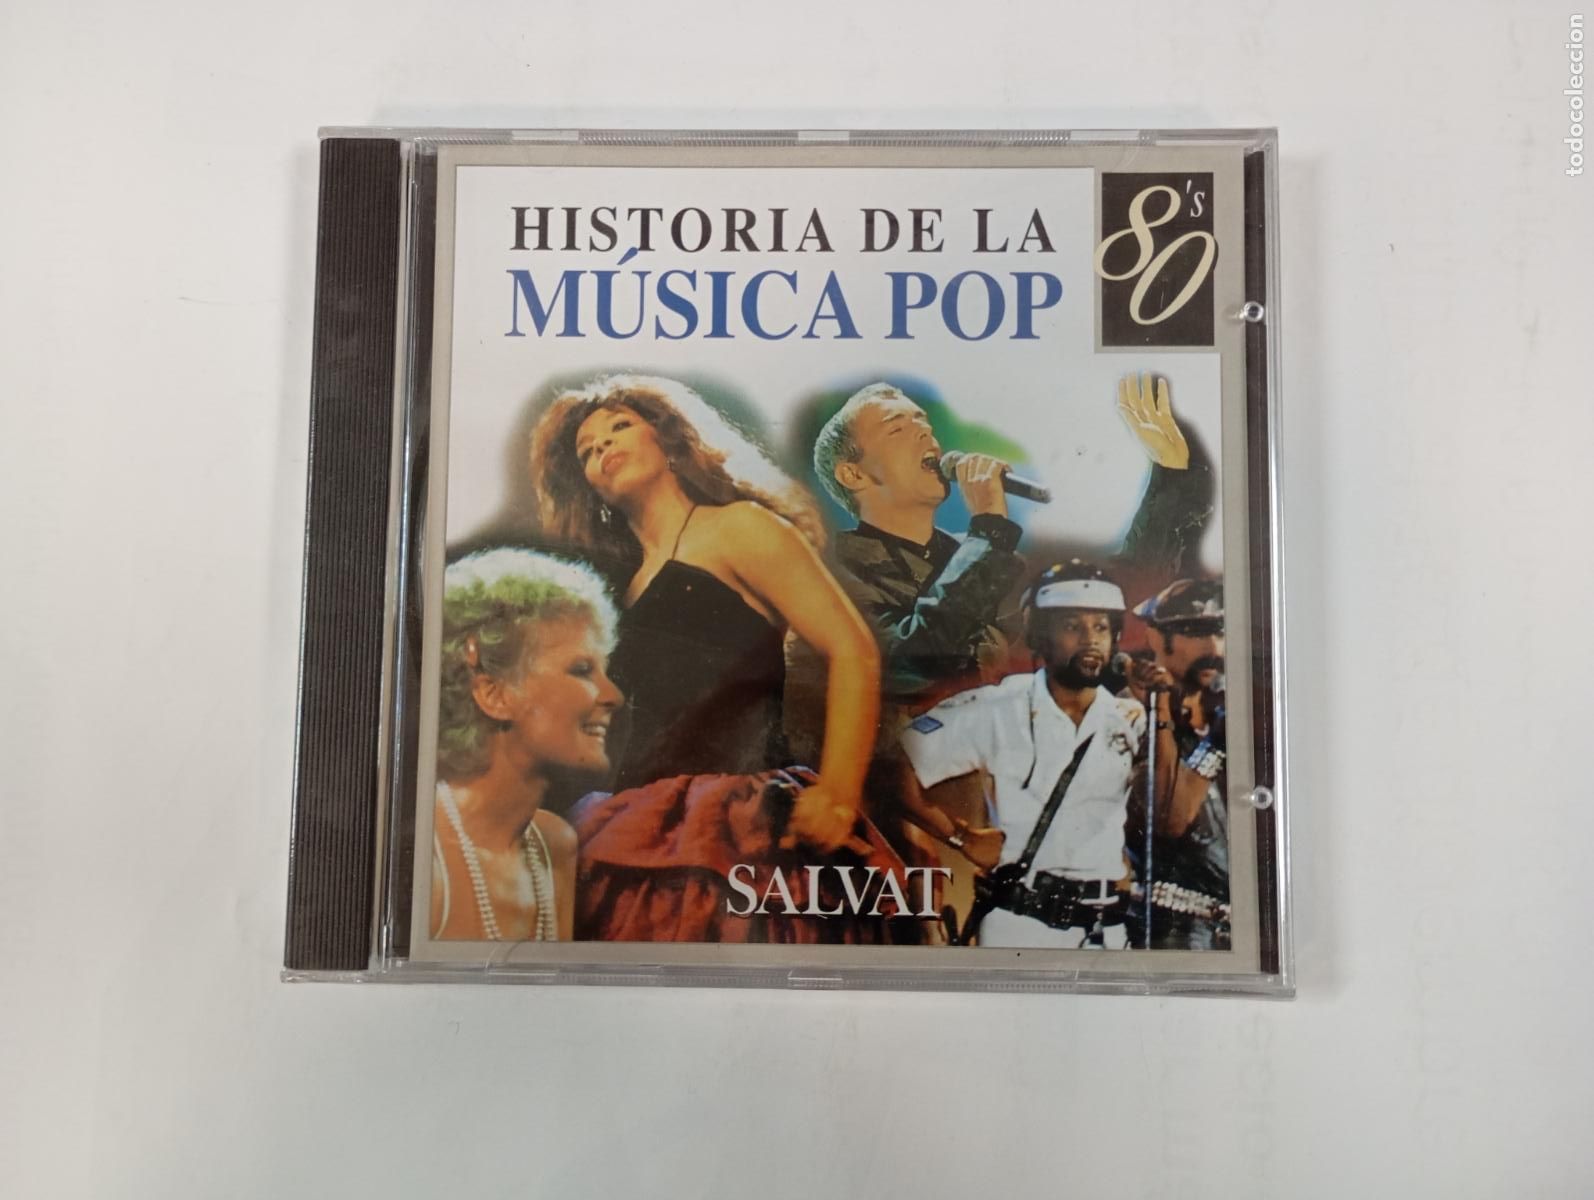 HISTORIA DE LA
MÚSICA POP
80's
SALVAT
todocoleccion